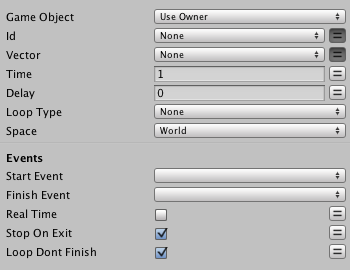 Game Object Use Owner
Id None
Vector None
Time 1
Delay 0
Loop Type None
Space World
Events
Start Event
Finish Event
Real Time
Stop On Exit
Loop Dont Finish